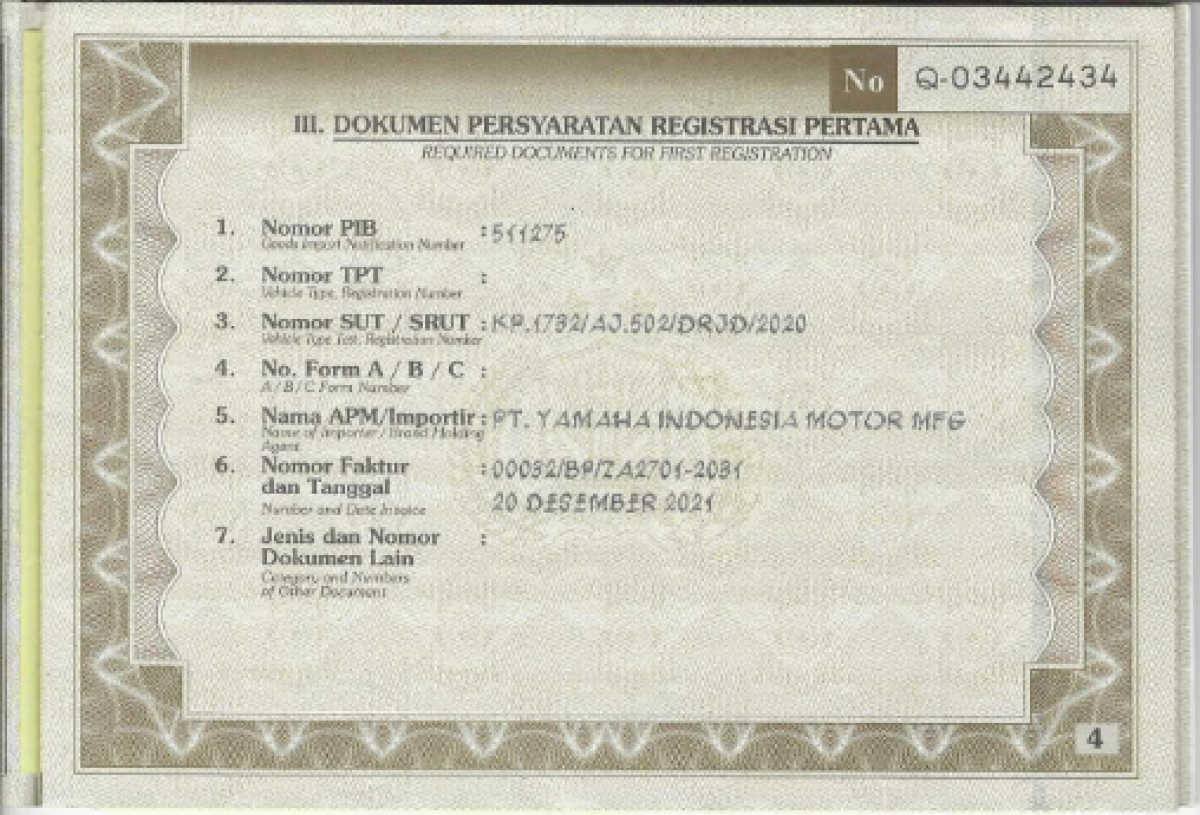 No Q-03442434
III. DOKUMEN PERSYARATAN REGISTRASI PERTAMA
REQUIRED DOCUMENTS FOR FIRST REGISTRATION
1. Nomor PIB : 511275
Goods Import Notification Number
2. Nomor TPT :
Vehicle Type, Registration Number
3. Nomor SUT / SRUT : KP.1732/AJ.502/DRJD/2020
Vehicle Type Test, Registration Number
4. No. Form A / B / C :
A / B / C Form Number
5. Nama APM/Importir : PT. YAMAHA INDONESIA MOTOR MFG
Name of Importer / Brand Holding
Agent
6. Nomor Faktur : 00032/BP/ZA2701-2031
dan Tanggal 20 DESEMBER 2021
Number and Date Invoice
7. Jenis dan Nomor :
Dokumen Lain
Category and Numbers
of Other Document
4